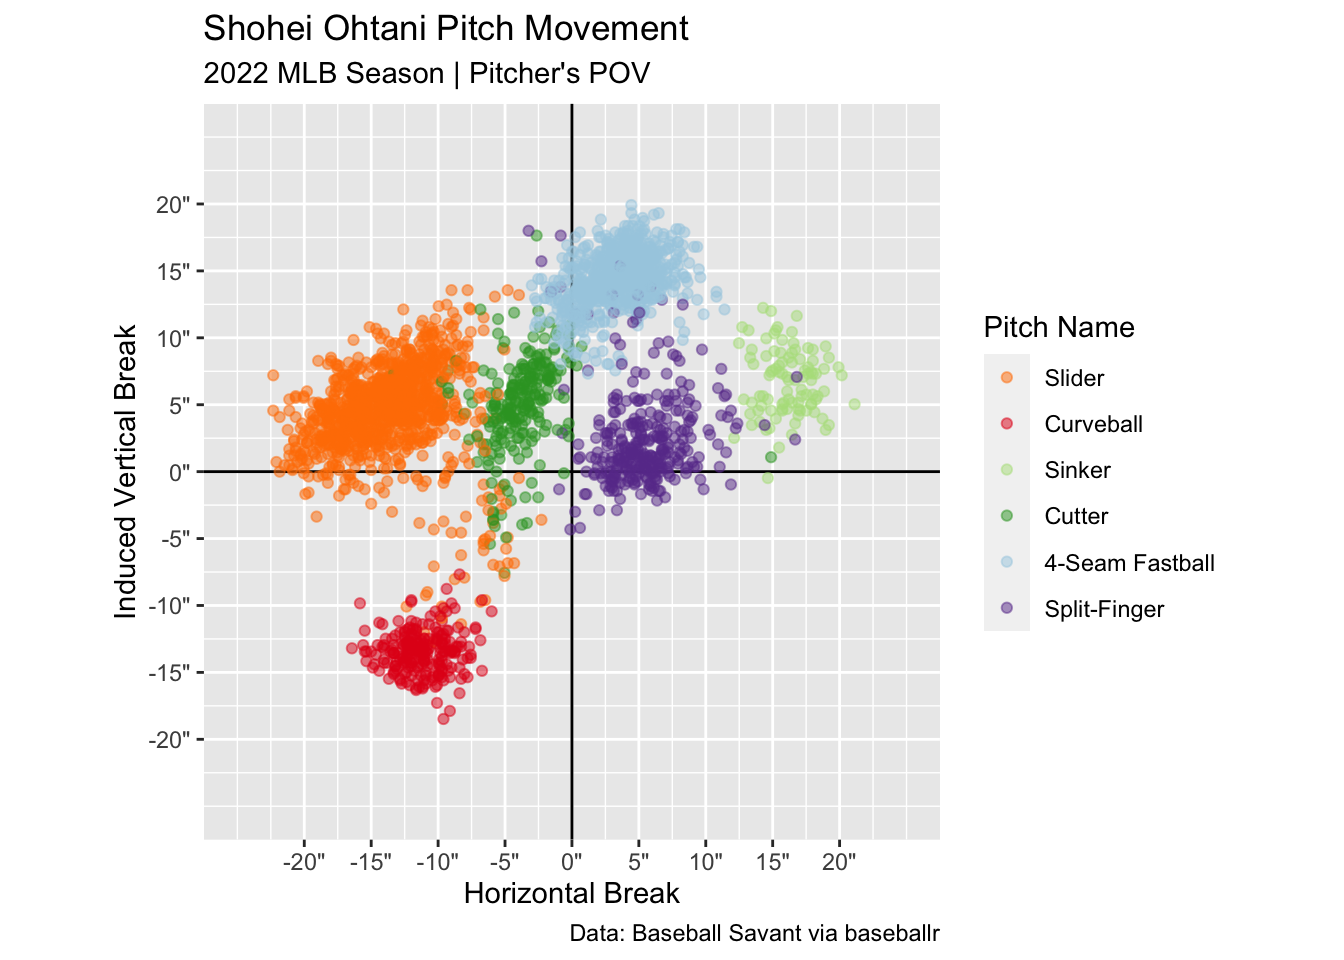 Shohei Ohtani Pitch Movement
2022 MLB Season | Pitcher's POV
Induced Vertical Break
20"
15"
10"
5"
0"
-5"
-10"
-15"
-20"
-20" -15" -10" -5" 0" 5" 10" 15" 20"
Horizontal Break
Pitch Name
Slider
Curveball
Sinker
Cutter
4-Seam Fastball
Split-Finger
Data: Baseball Savant via baseballr